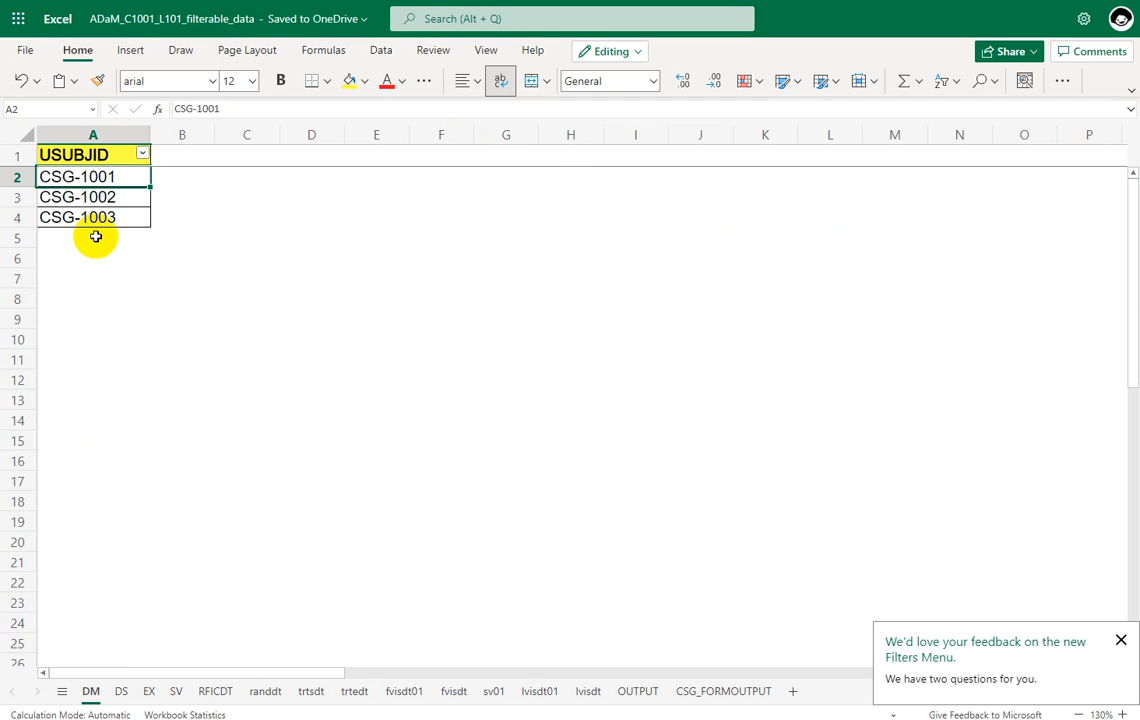 Excel ADaM_C1001_L101_filterable_data - Saved to OneDrive Search (Alt + Q)
File Home Insert Draw Page Layout Formulas Data Review View Help Editing Share Comments
arial 12 B A ab General .00 .00
A2 fx CSG-1001
A B C D E F G H I J K L M N O P
1 USUBJID
2 CSG-1001
3 CSG-1002
4 CSG-1003
5
6
7
8
9
10
11
12
13
14
15
16
17
18
19
20
21
22
23
24
25
26
We'd love your feedback on the new
Filters Menu.
We have two questions for you.
DM DS EX SV RFICDT randdt trtsdt trtedt fvisdt01 fvisdt sv01 lvisdt01 lvisdt OUTPUT CSG_FORMOUTPUT
Calculation Mode: Automatic Workbook Statistics Give Feedback to Microsoft 130%